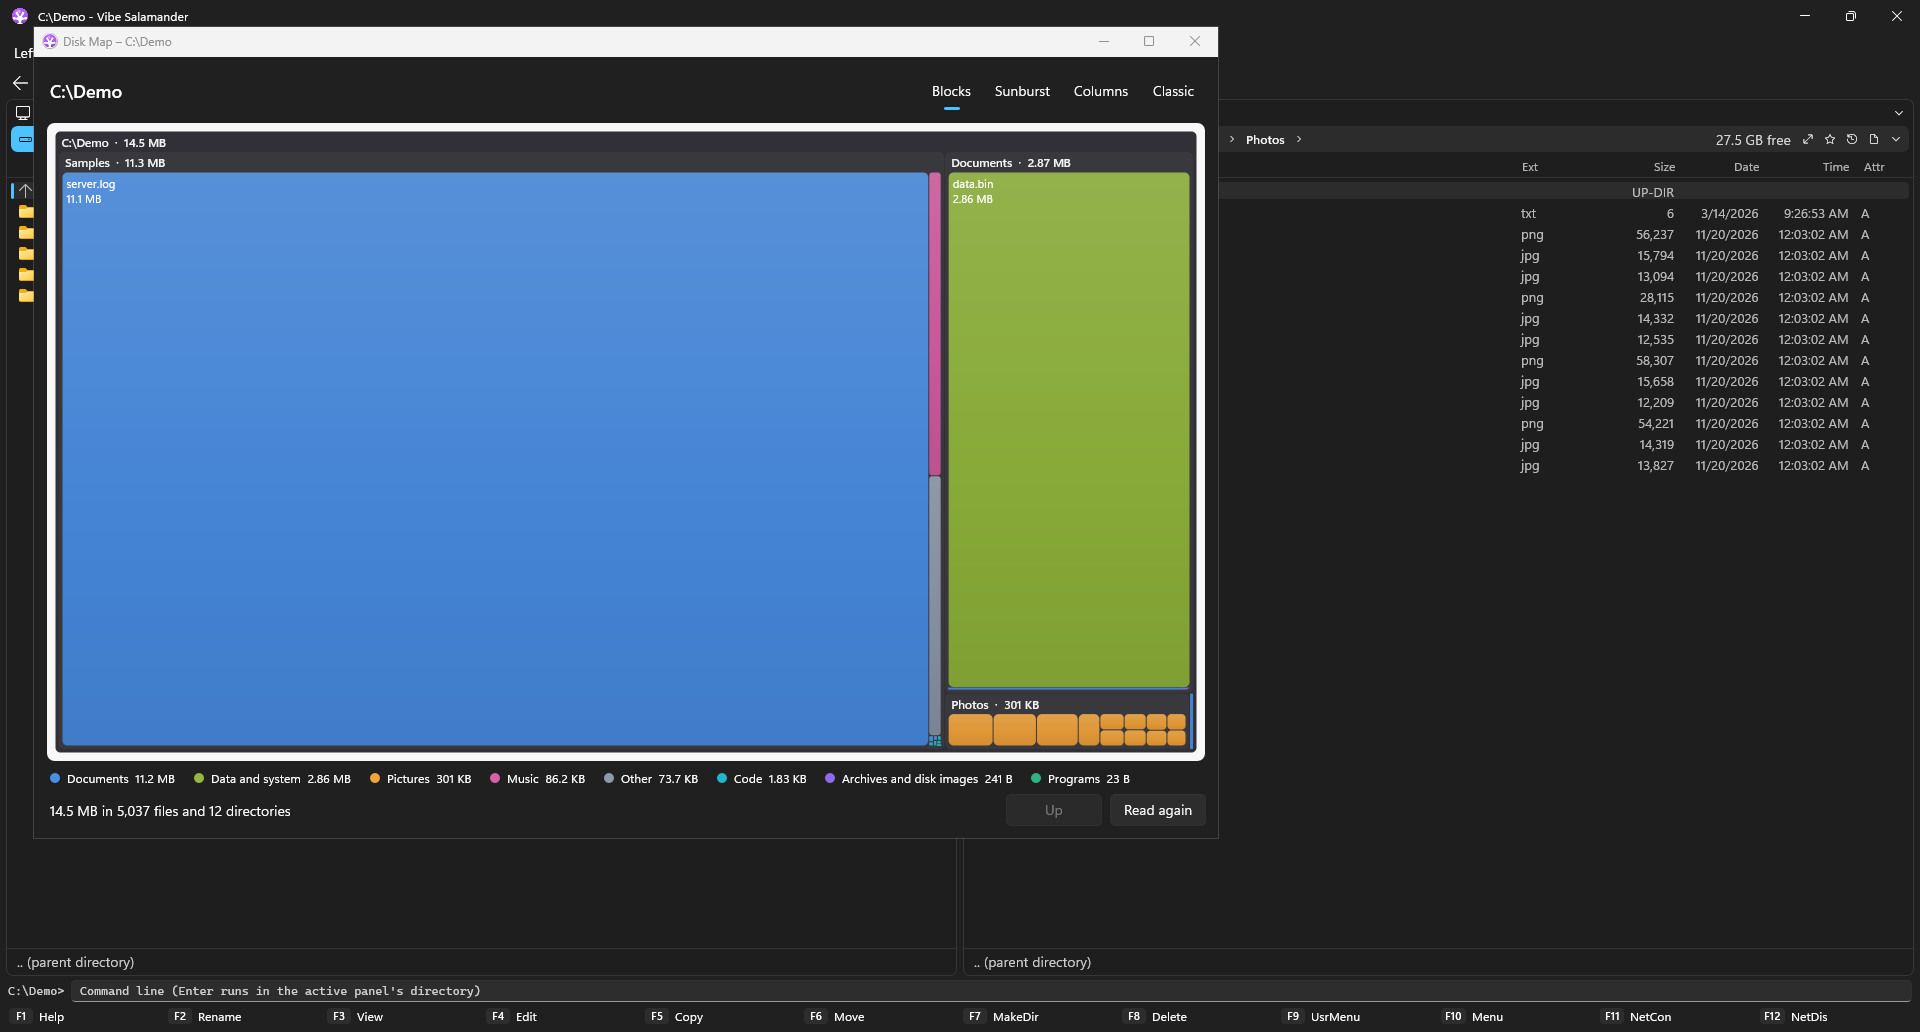 C:\Demo - Vibe Salamander
Disk Map – C:\Demo
Lef
C:\Demo
Blocks Sunburst Columns Classic
C:\Demo · 14.5 MB
Samples · 11.3 MB
Documents · 2.87 MB
server.log
11.1 MB
data.bin
2.86 MB
Photos · 301 KB
Documents 11.2 MB Data and system 2.86 MB Pictures 301 KB Music 86.2 KB Other 73.7 KB Code 1.83 KB Archives and disk images 241 B Programs 23 B
14.5 MB in 5,037 files and 12 directories
Up Read again
Photos 27.5 GB free
Ext Size Date Time Attr
UP-DIR
txt 6 3/14/2026 9:26:53 AM A
png 56,237 11/20/2026 12:03:02 AM A
jpg 15,794 11/20/2026 12:03:02 AM A
jpg 13,094 11/20/2026 12:03:02 AM A
png 28,115 11/20/2026 12:03:02 AM A
jpg 14,332 11/20/2026 12:03:02 AM A
jpg 12,535 11/20/2026 12:03:02 AM A
png 58,307 11/20/2026 12:03:02 AM A
jpg 15,658 11/20/2026 12:03:02 AM A
jpg 12,209 11/20/2026 12:03:02 AM A
png 54,221 11/20/2026 12:03:02 AM A
jpg 14,319 11/20/2026 12:03:02 AM A
jpg 13,827 11/20/2026 12:03:02 AM A
.. (parent directory) .. (parent directory)
C:\Demo> Command line (Enter runs in the active panel's directory)
F1 Help F2 Rename F3 View F4 Edit F5 Copy F6 Move F7 MakeDir F8 Delete F9 UsrMenu F10 Menu F11 NetCon F12 NetDis